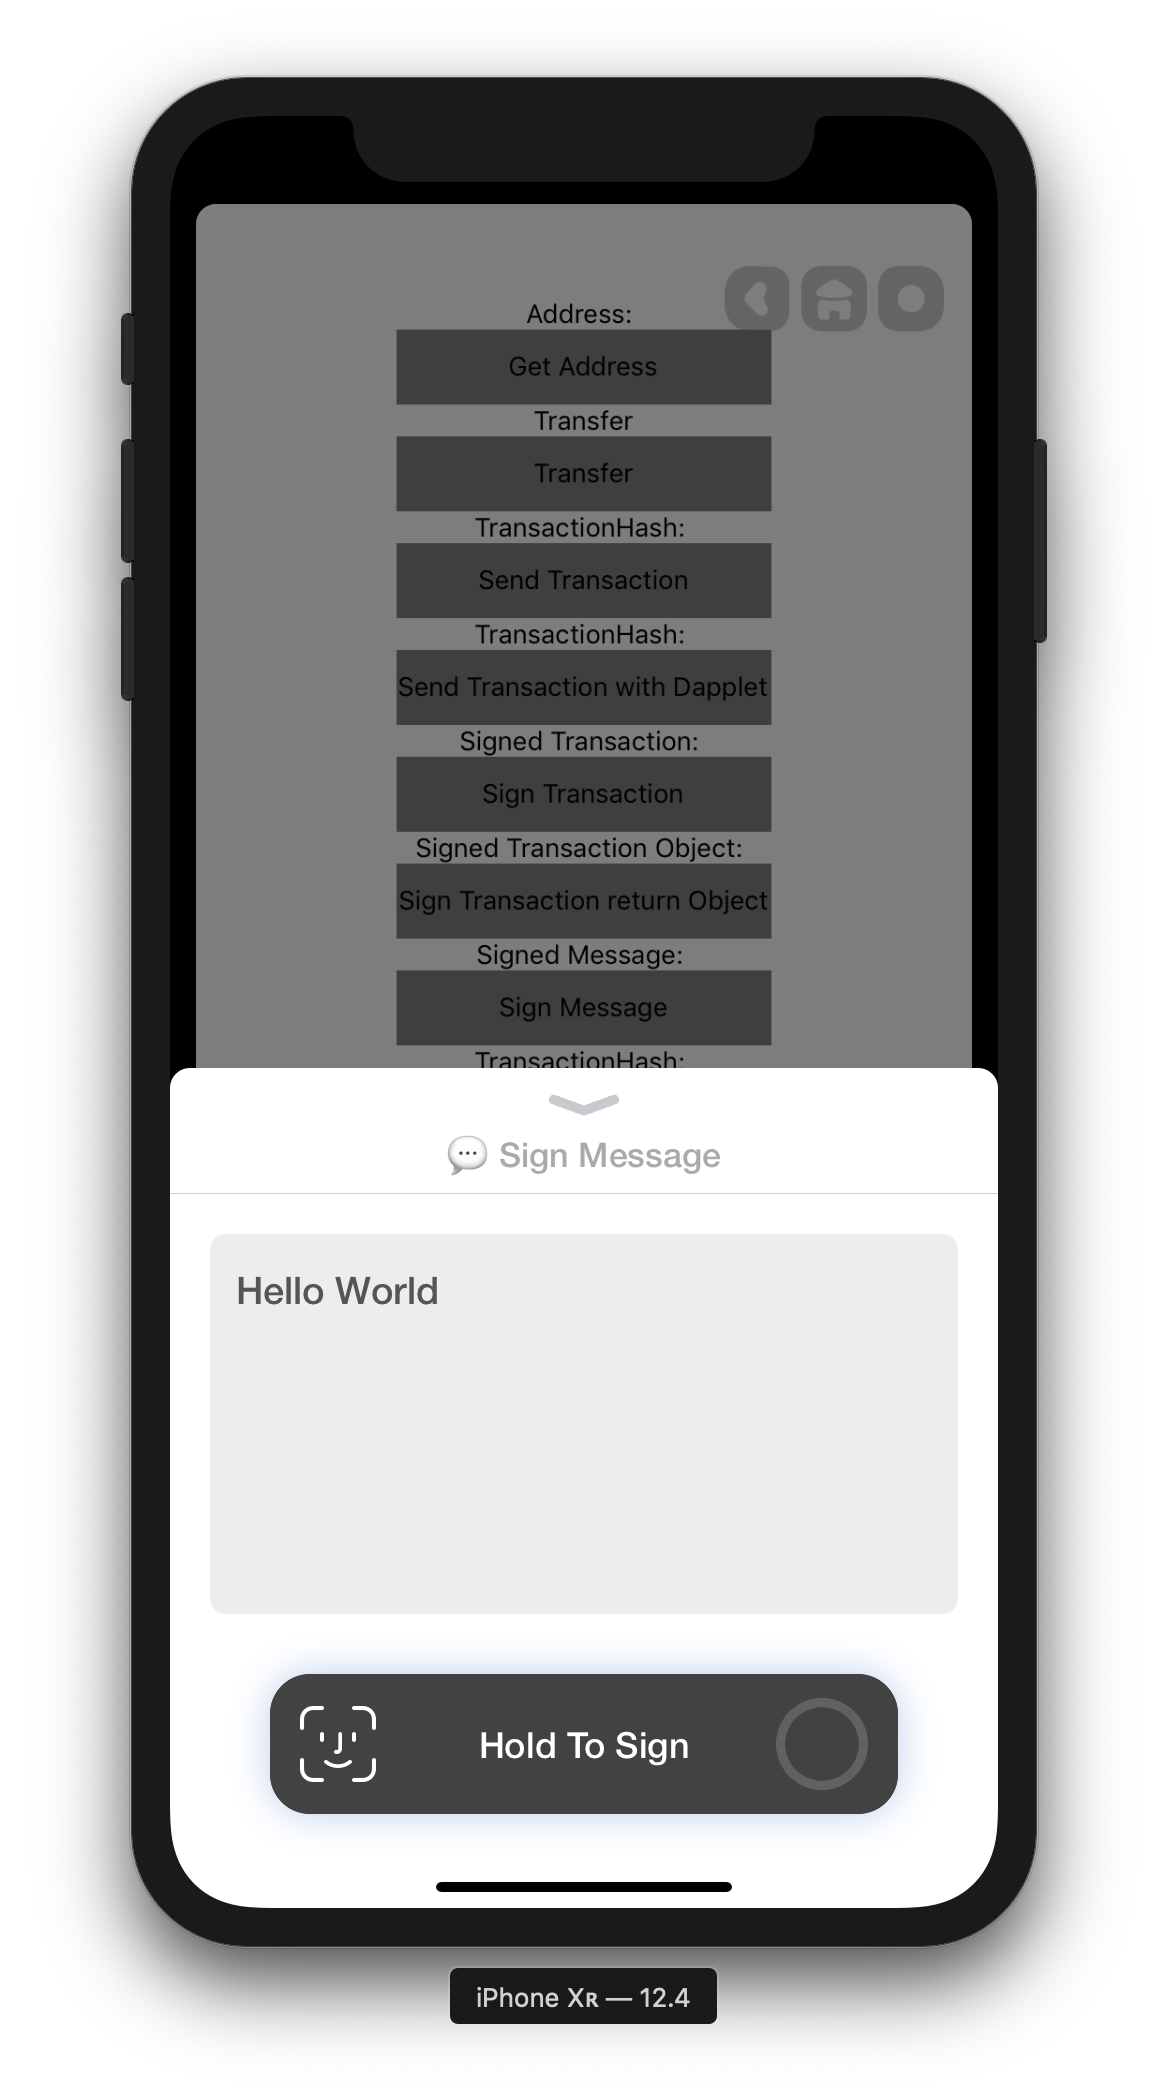 Address:
Get Address
Transfer
Transfer
TransactionHash:
Send Transaction
TransactionHash:
Send Transaction with Dapplet
Signed Transaction:
Sign Transaction
Signed Transaction Object:
Sign Transaction return Object
Signed Message:
Sign Message
TransactionHash:
💬 Sign Message
Hello World
Hold To Sign
iPhone Xʀ — 12.4